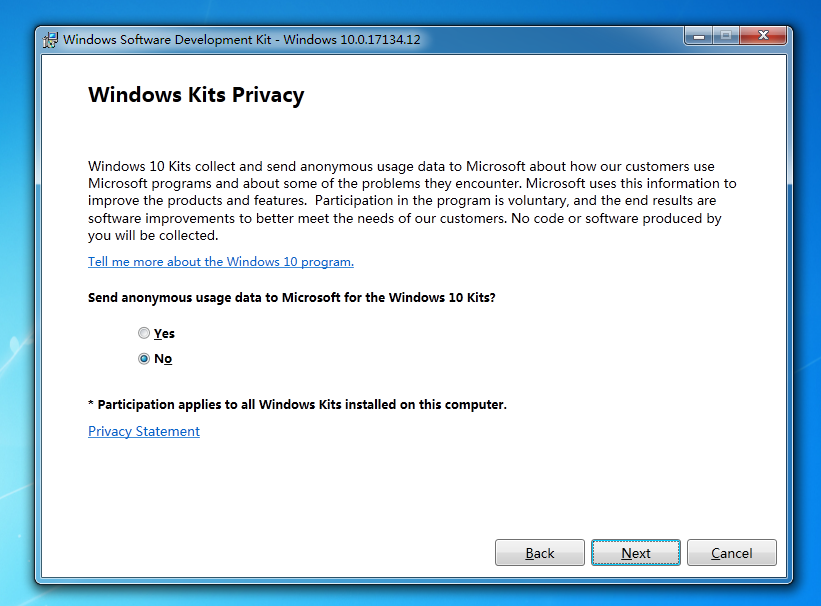 Windows Software Development Kit - Windows 10.0.17134.12
Windows Kits Privacy
Windows 10 Kits collect and send anonymous usage data to Microsoft about how our customers use
Microsoft programs and about some of the problems they encounter. Microsoft uses this information to
improve the products and features.  Participation in the program is voluntary, and the end results are
software improvements to better meet the needs of our customers. No code or software produced by
you will be collected.
Tell me more about the Windows 10 program.
Send anonymous usage data to Microsoft for the Windows 10 Kits?
Yes
No
* Participation applies to all Windows Kits installed on this computer.
Privacy Statement
Back
Next
Cancel